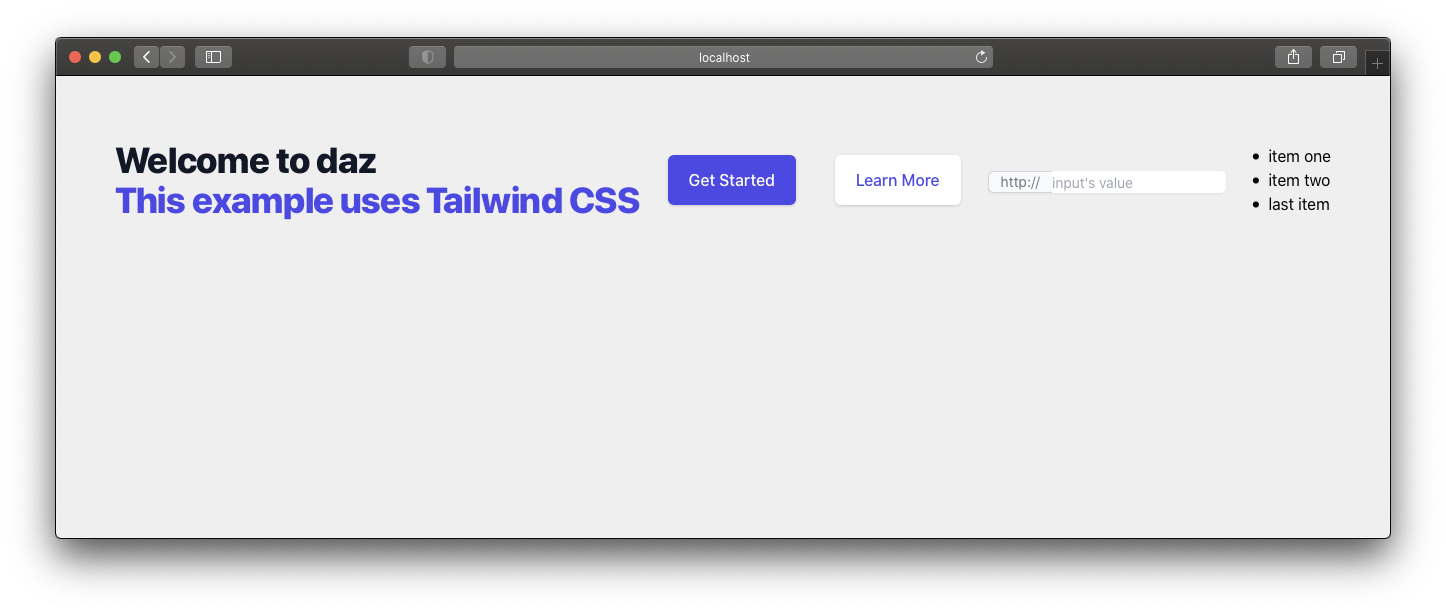 localhost
Welcome to daz
This example uses Tailwind CSS
Get Started
Learn More
http:// input's value
item one
item two
last item